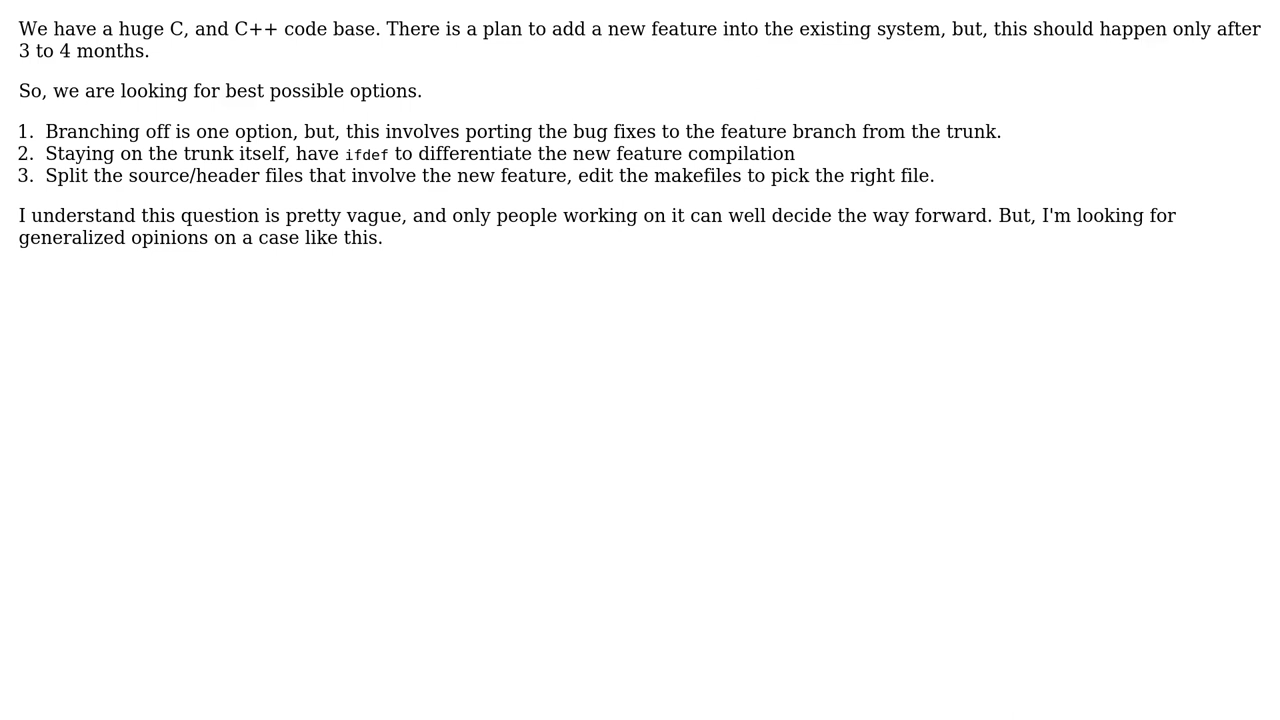 We have a huge C, and C++ code base. There is a plan to add a new feature into the existing system, but, this should happen only after
3 to 4 months.
So, we are looking for best possible options.
1. Branching off is one option, but, this involves porting the bug fixes to the feature branch from the trunk.
2. Staying on the trunk itself, have ifdef to differentiate the new feature compilation
3. Split the source/header files that involve the new feature, edit the makefiles to pick the right file.
I understand this question is pretty vague, and only people working on it can well decide the way forward. But, I'm looking for
generalized opinions on a case like this.